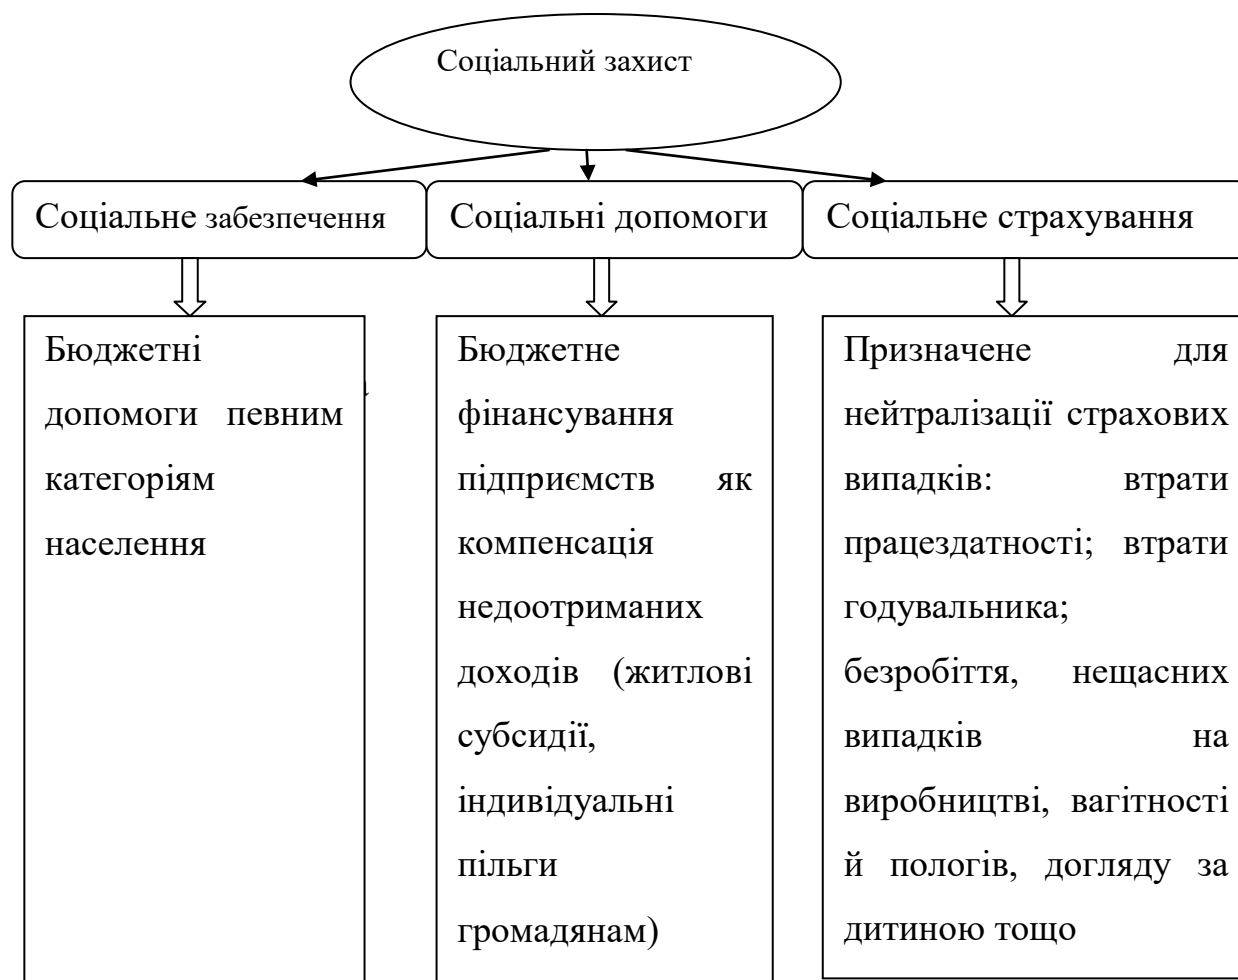 Соціальний захист
Соціальне забезпечення
Соціальні допомоги
Соціальне страхування
Бюджетні
допомоги певним
категоріям
населення
Бюджетне
фінансування
підприємств як
компенсація
недоотриманих
доходів (житлові
субсидії,
індивідуальні
пільги
громадянам)
Призначене для
нейтралізації страхових
випадків: втрати
працездатності; втрати
годувальника;
безробіття, нещасних
випадків на
виробництві, вагітності
й пологів, догляду за
дитиною тощо